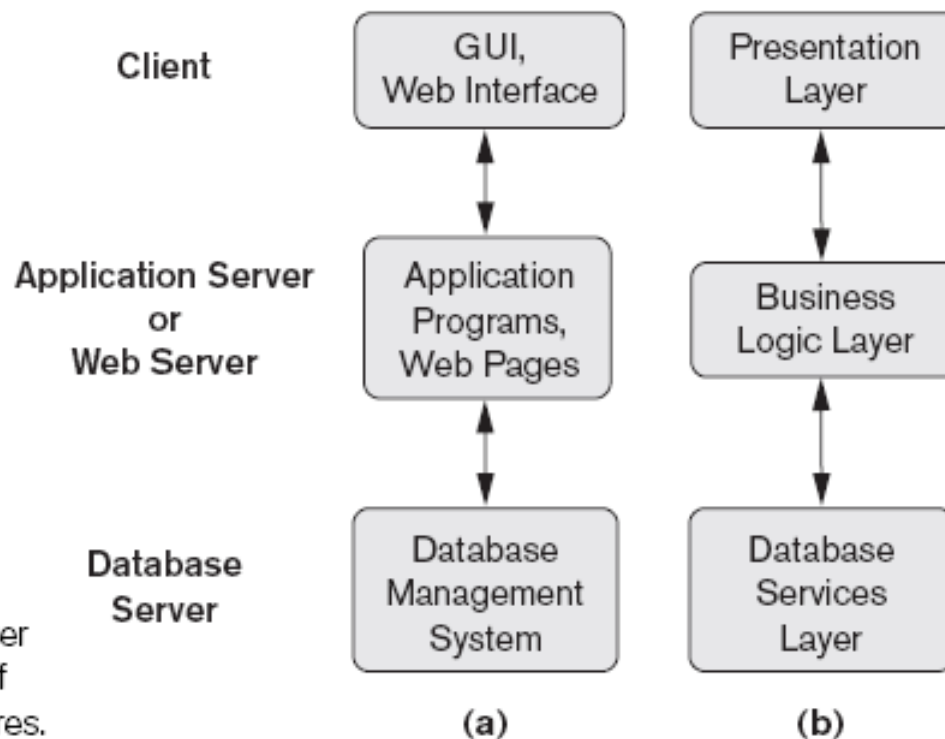 Client
GUI,
Web Interface
Presentation
Layer
Application Server
or
Web Server
Application
Programs,
Web Pages
Business
Logic Layer
Database
Server
Database
Management
System
Database
Services
Layer
(a)
(b)